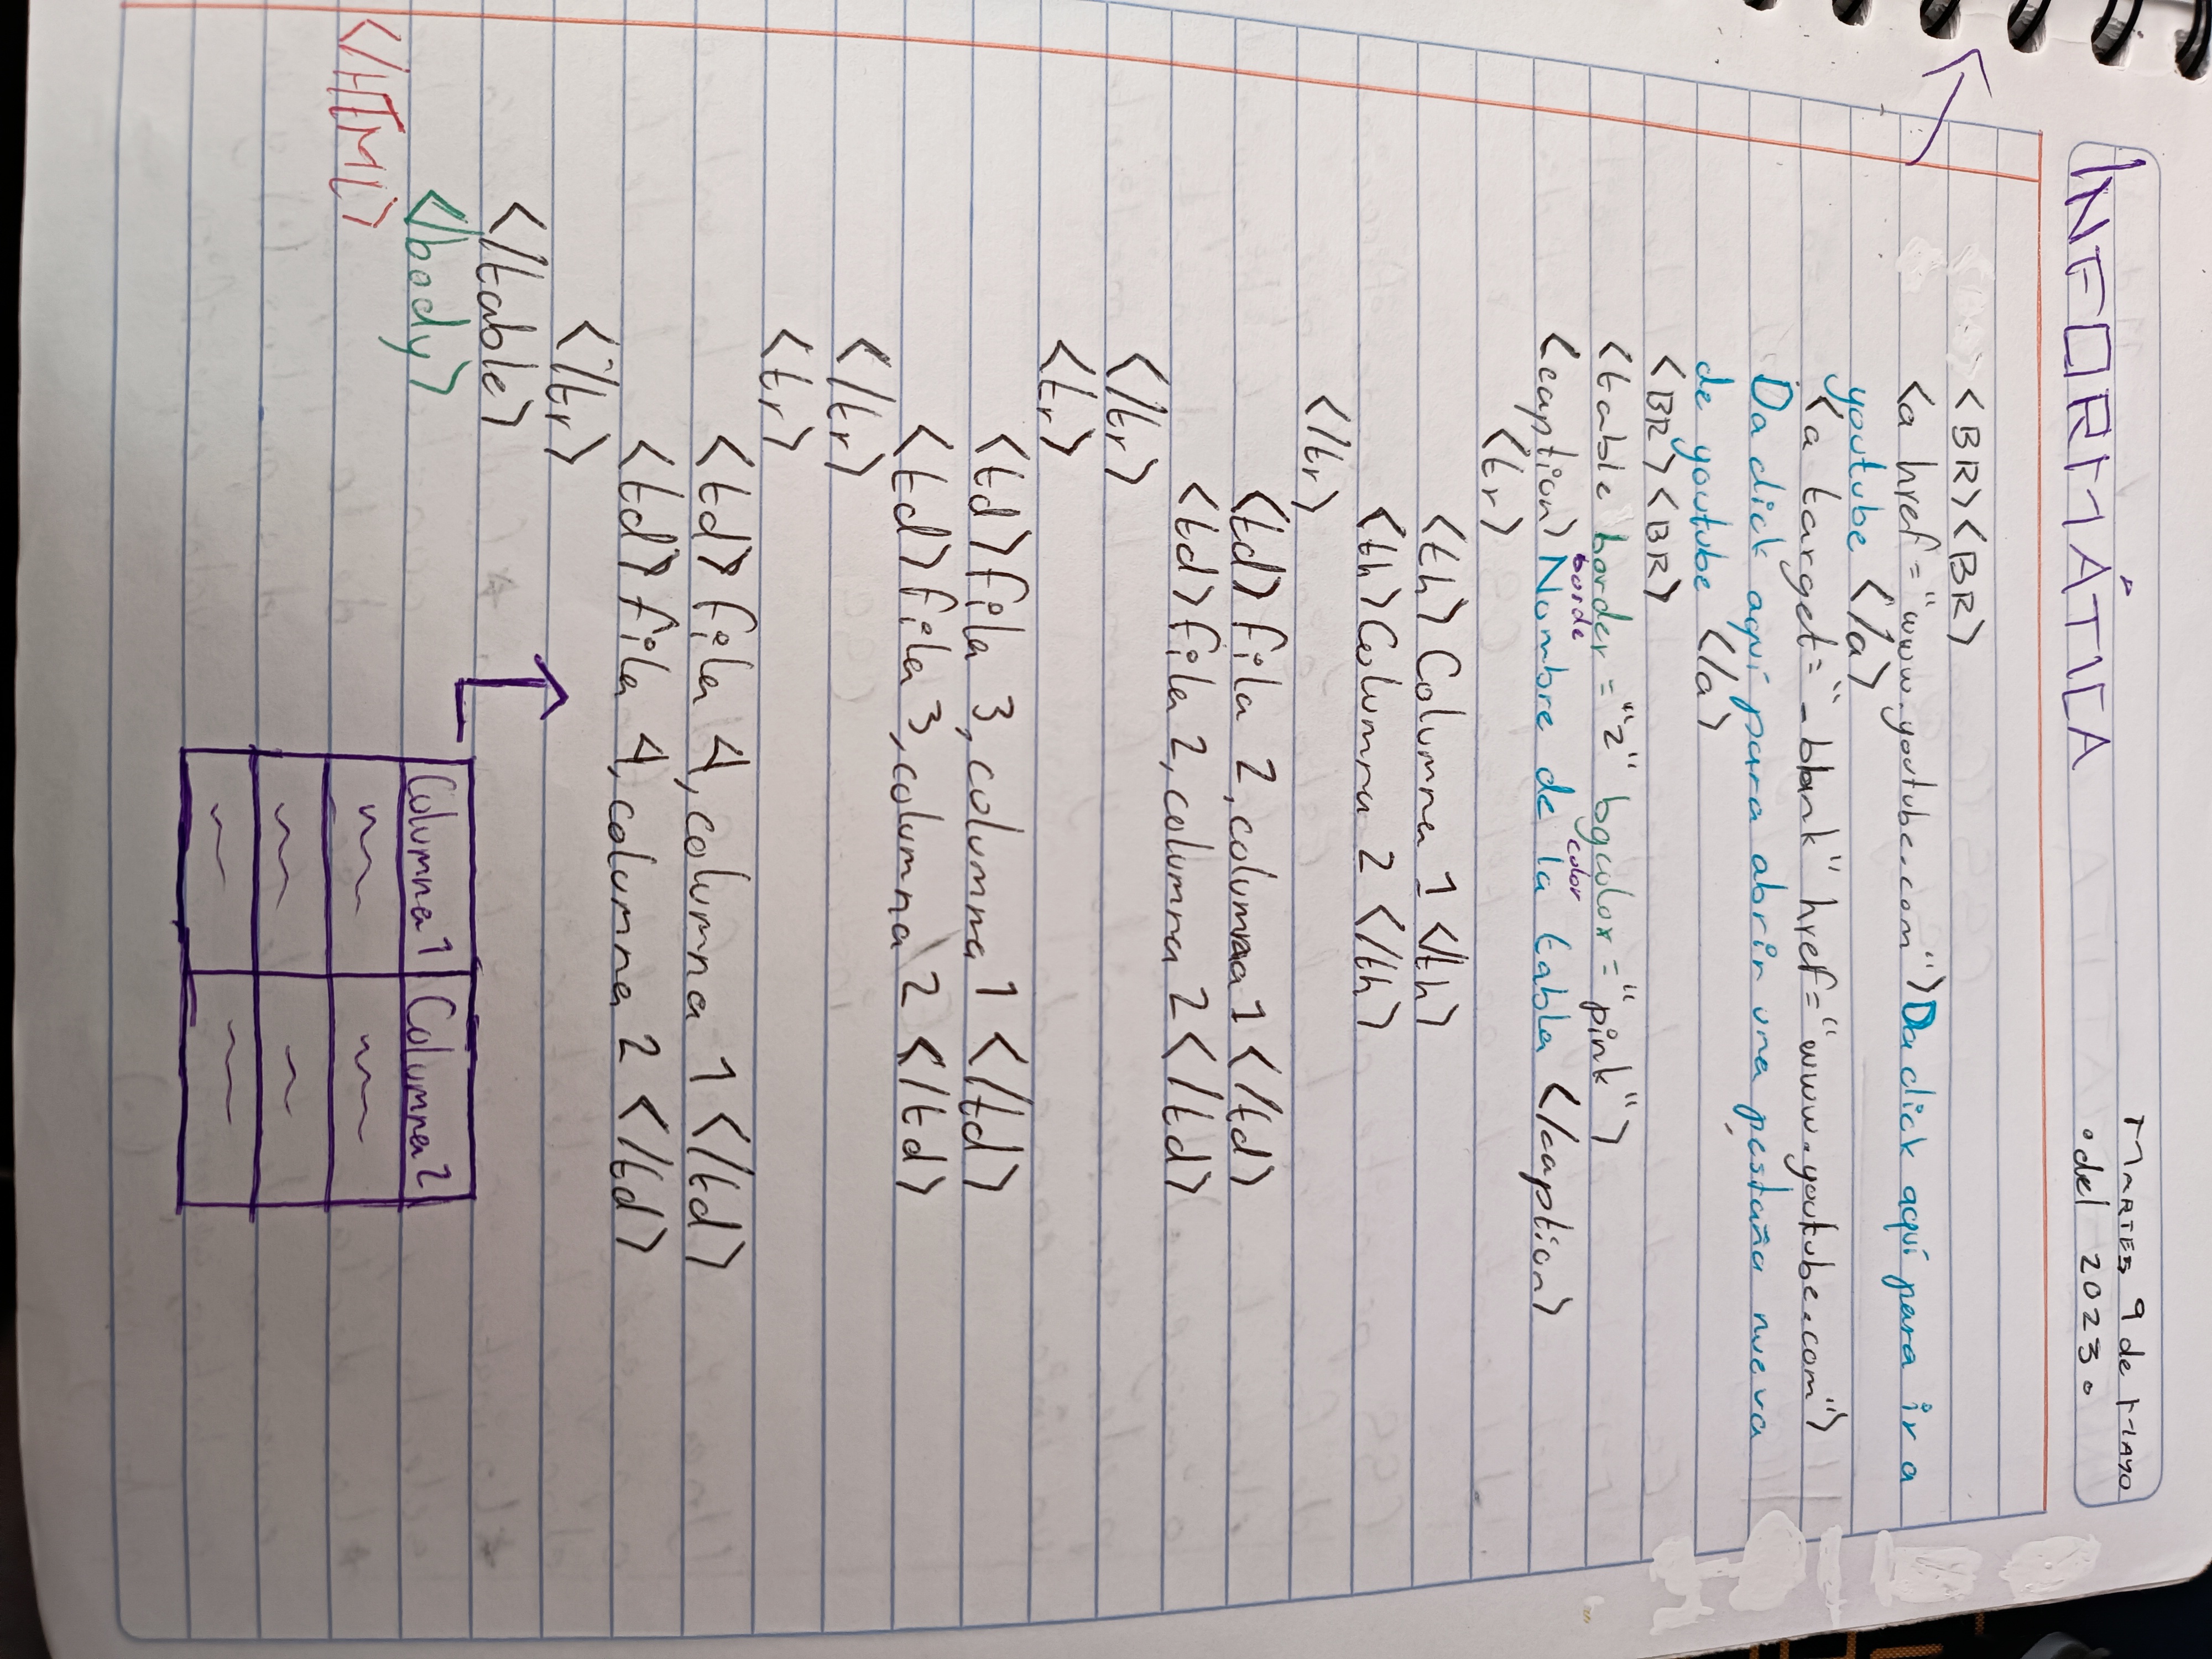 INFORMÁTICA
MARTES 9 de MAYO
.del 2023.
<BR><BR>
<a href="www.youtube.com">Da click aquí para ir a
youtube </a>
<a target="_blank" href="www.youtube.com">
Da click aquí para abrir una pestaña nueva
de youtube </a>
<BR><BR>
<table border="2" bgcolor="pink">
borde color
<caption> Nombre de la tabla </caption>
<tr>
<th> Columna 1 </th>
<th> Columna 2 </th>
</tr>
<td> fila 2, columna 1 </td>
<td> fila 2, columna 2 </td>
</tr>
<tr>
<td> fila 3, columna 1 </td>
<td> fila 3, columna 2 </td>
</tr>
<tr>
<td> fila 4, columna 1 </td>
<td> fila 4, columna 2 </td>
</tr>
</table>
</body>
</HTML>
Columna 1 Columna 2